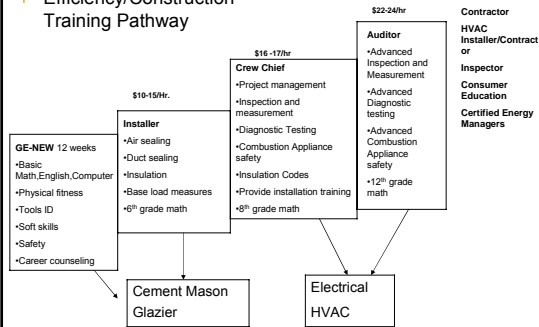 Efficiency/Construction
Training Pathway
GE-NEW 12 weeks
•Basic
Math,English,Computer
•Physical fitness
•Tools ID
•Soft skills
•Safety
•Career counseling
$10-15/Hr.
Installer
•Air sealing
•Duct sealing
•Insulation
•Base load measures
•6th grade math
$16 -17/hr
Crew Chief
•Project management
•Inspection and
measurement
•Diagnostic Testing
•Combustion Appliance
safety
•Insulation Codes
•Provide installation training
•8th grade math
$22-24/hr
Auditor
•Advanced
Inspection and
Measurement
•Advanced
Diagnostic
testing
•Advanced
Combustion
Appliance
safety
•12th grade
math
Contractor
HVAC
Installer/Contract
or
Inspector
Consumer
Education
Certified Energy
Managers
Cement Mason
Glazier
Electrical
HVAC